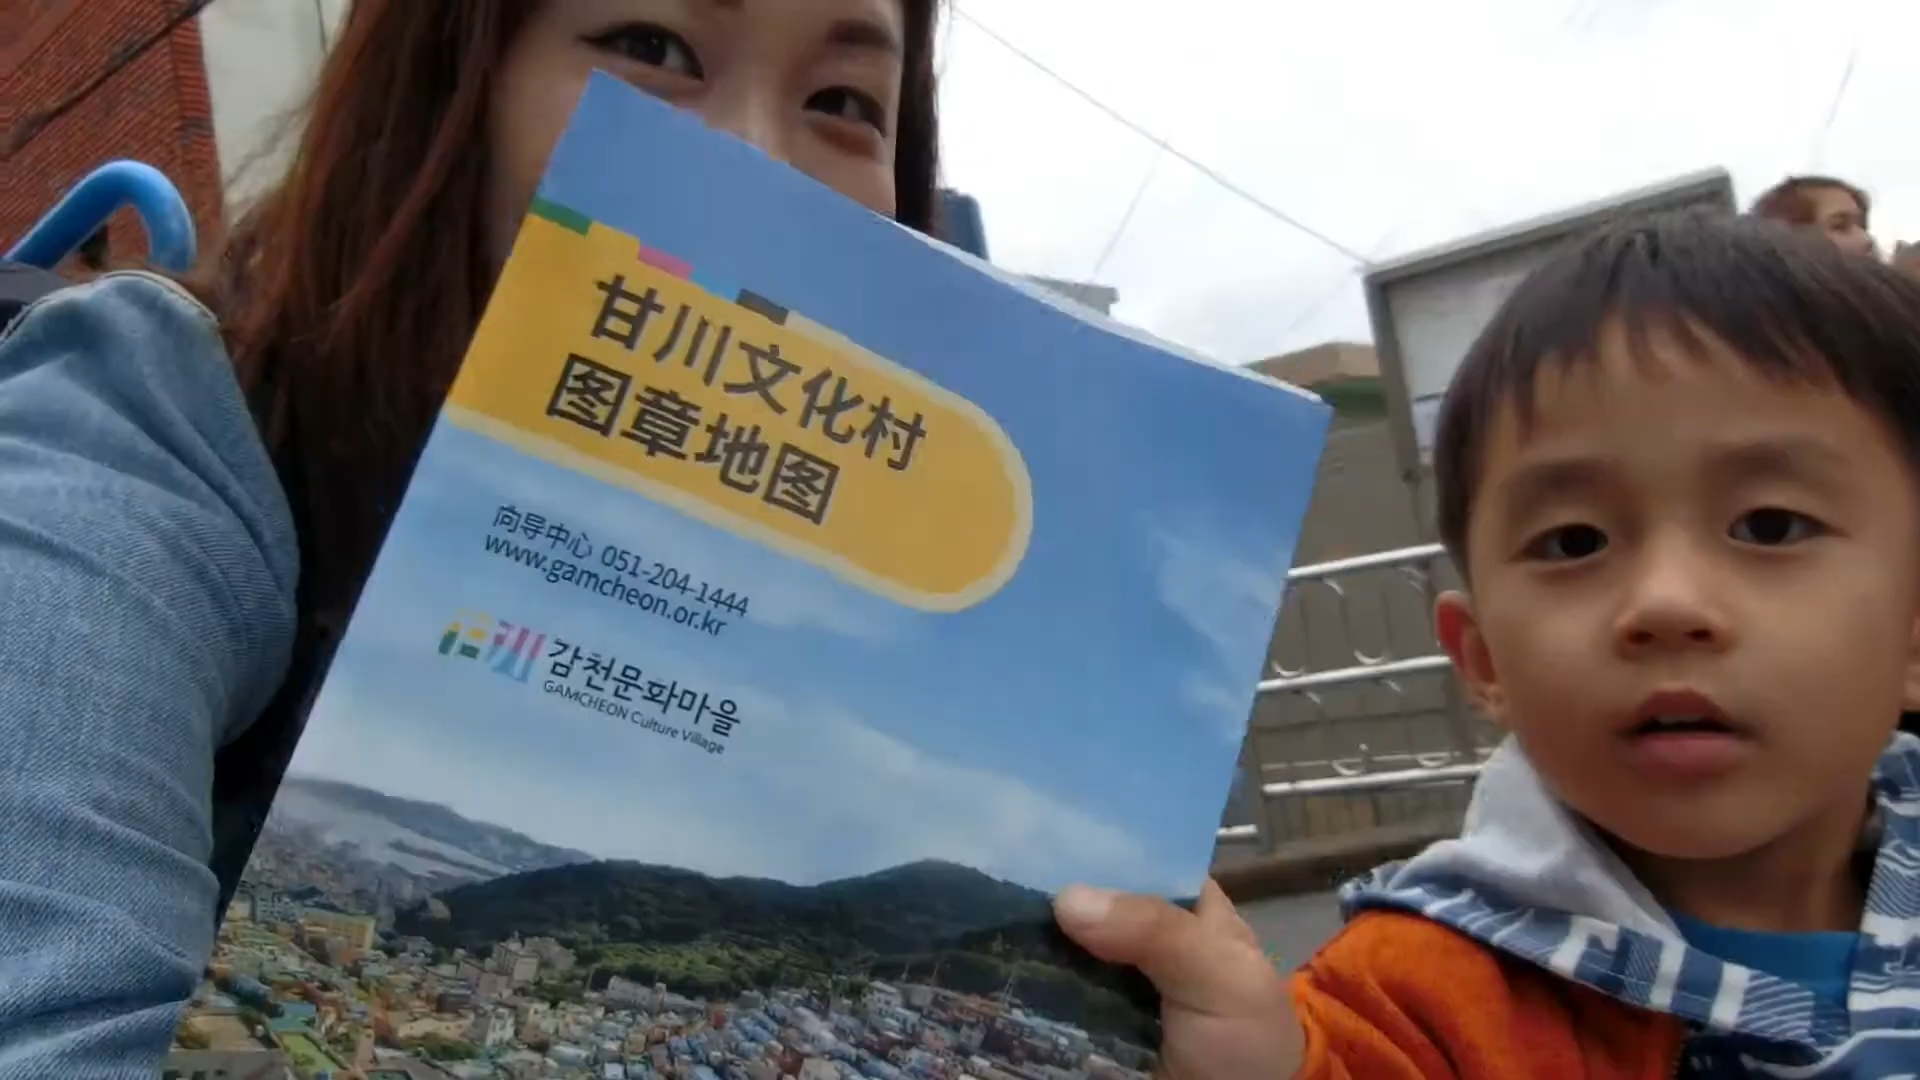 甘川文化村
图章地图
向导中心 051-204-1444
www.gamcheon.or.kr
감천문화마을
GAMCHEON Culture Village